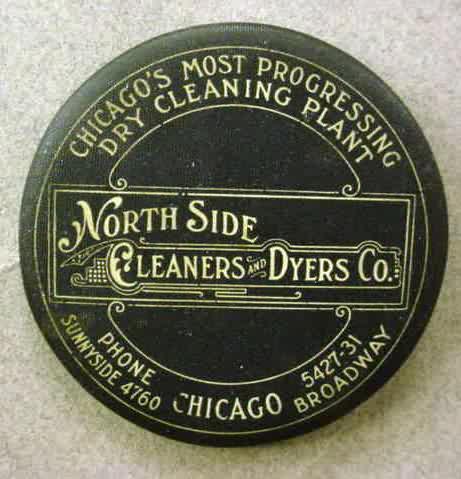 CHICAGO'S MOST PROGRESSING
DRY CLEANING PLANT
NORTH SIDE
CLEANERS AND DYERS CO.
PHONE
SUNNYSIDE 4760
CHICAGO
5427-31
BROADWAY